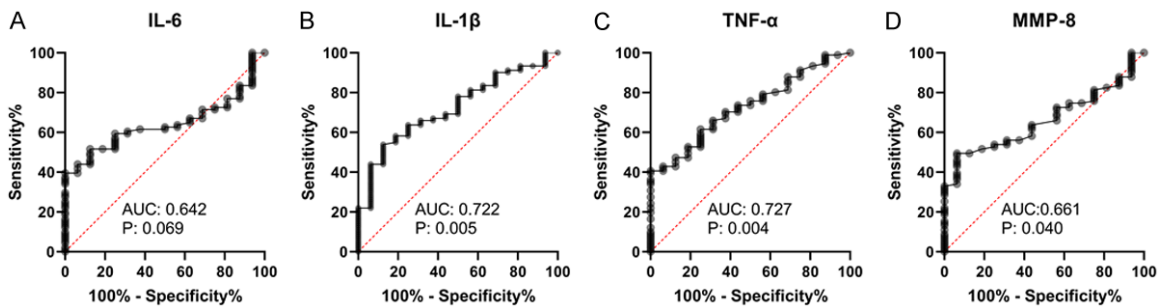 A IL-6
Sensitivity%
100
80
60
40
20
0
0 20 40 60 80 100
100% - Specificity%
AUC: 0.642
P: 0.069
B IL-1β
Sensitivity%
100
80
60
40
20
0
0 20 40 60 80 100
100% - Specificity%
AUC: 0.722
P: 0.005
C TNF-α
Sensitivity%
100
80
60
40
20
0
0 20 40 60 80 100
100% - Specificity%
AUC: 0.727
P: 0.004
D MMP-8
Sensitivity%
100
80
60
40
20
0
0 20 40 60 80 100
100% - Specificity%
AUC:0.661
P: 0.040